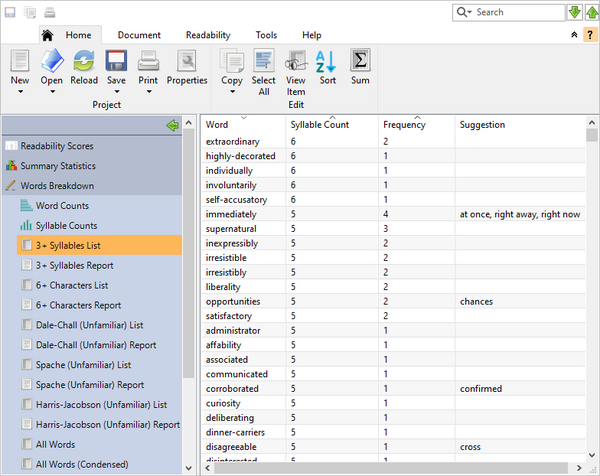 Search
Home Document Readability Tools Help ?
New Open Reload Save Print Properties Copy Select All View Item Sort Sum
Project Edit
Readability Scores
Summary Statistics
Words Breakdown
Word Counts
Syllable Counts
3+ Syllables List
3+ Syllables Report
6+ Characters List
6+ Characters Report
Dale-Chall (Unfamiliar) List
Dale-Chall (Unfamiliar) Report
Spache (Unfamiliar) List
Spache (Unfamiliar) Report
Harris-Jacobson (Unfamiliar) List
Harris-Jacobson (Unfamiliar) Report
All Words
All Words (Condensed)
Word Syllable Count Frequency Suggestion
extraordinary 6 2
highly-decorated 6 1
individually 6 1
involuntarily 6 1
self-accusatory 6 1
immediately 5 4 at once, right away, right now
supernatural 5 3
inexpressibly 5 2
irresistible 5 2
irresistibly 5 2
liberality 5 2
opportunities 5 2 chances
satisfactory 5 2
administrator 5 1
affability 5 1
associated 5 1
communicated 5 1
corroborated 5 1 confirmed
curiosity 5 1
deliberating 5 1
dinner-carriers 5 1
disagreeable 5 1 cross
disinterested 5 1